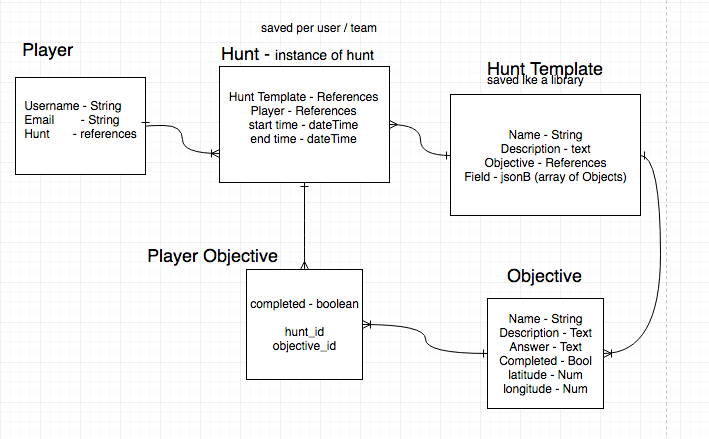 saved per user / team
Player
Hunt - instance of hunt
Hunt Template
saved lke a library
Username - String
Email - String
Hunt - references
Hunt Template - References
Player - References
start time - dateTime
end time - dateTime
Name - String
Description - text
Objective - References
Field - jsonB (array of Objects)
Player Objective
completed - boolean
hunt_id
objective_id
Objective
Name - String
Description - Text
Answer - Text
Completed - Bool
latitude - Num
longitude - Num